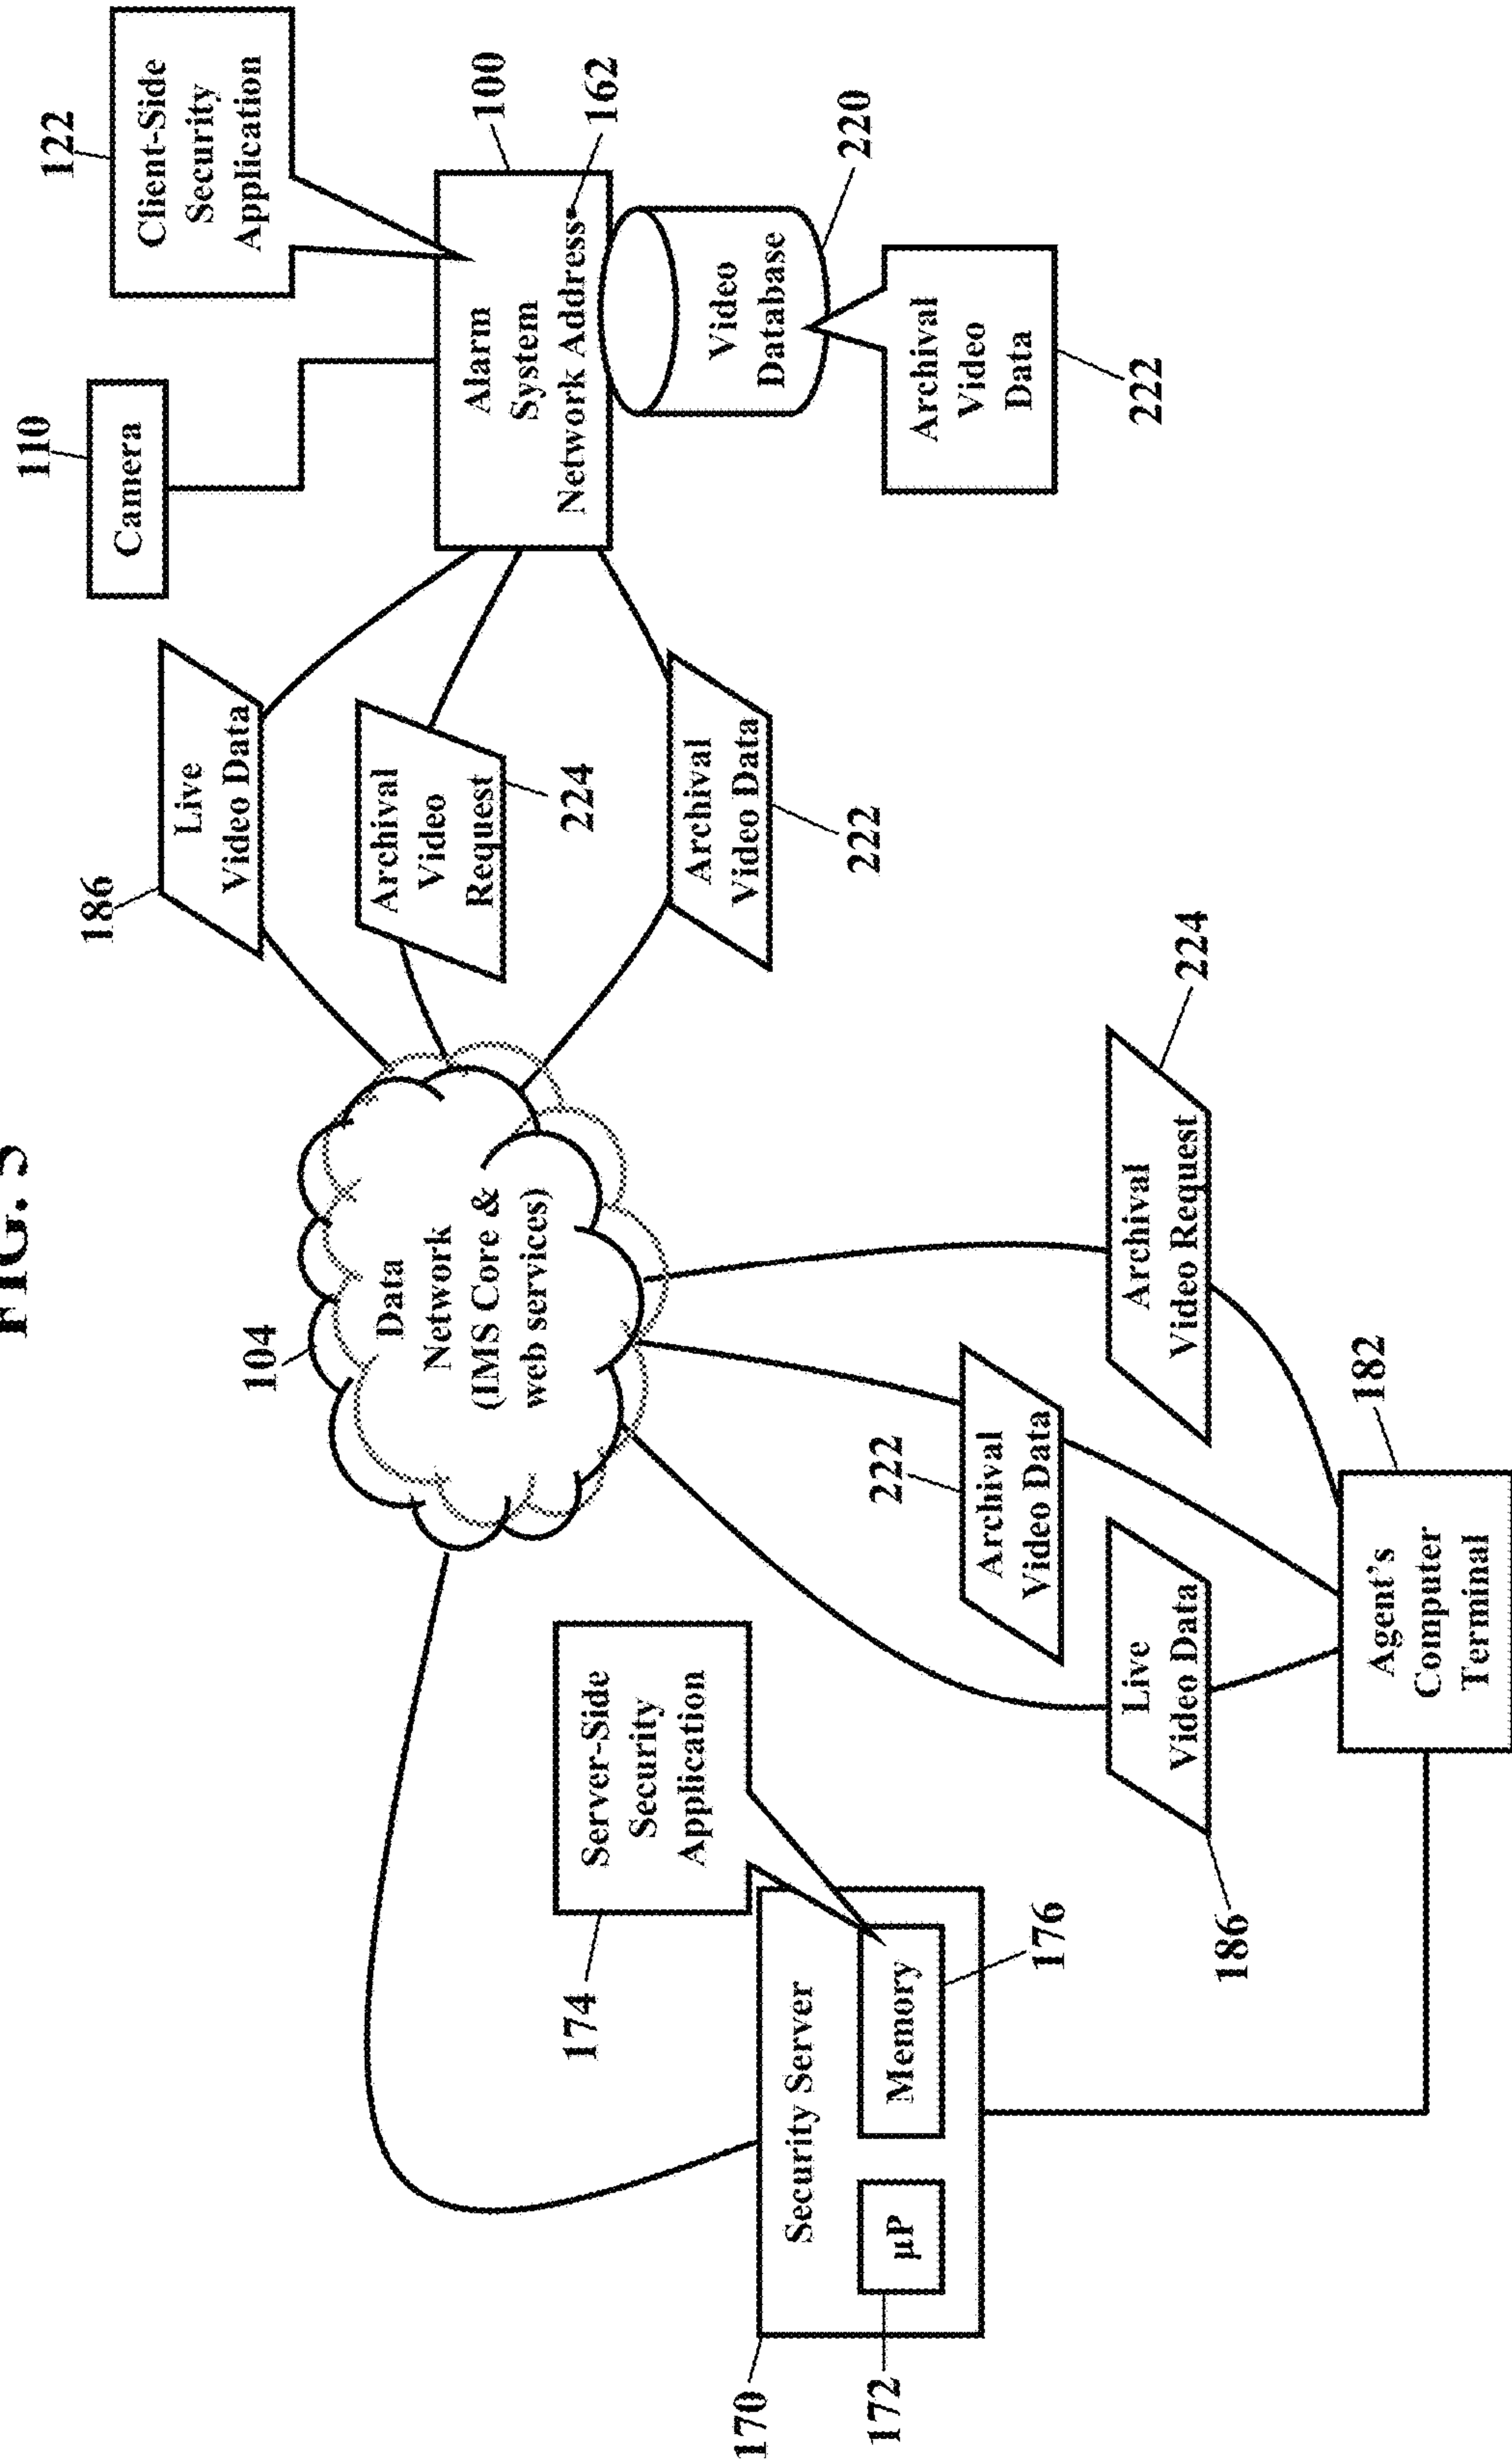 FIG.
110
Camera
122
Client-Side
Security
Application
186
Live
Video Data
100
Alarm
System
Network Address
162
104
Data
Network
(IMS Core &
web services)
Archival
Video
Request
224
Archival
Video Data
222
Video
Database
220
Archival
Video
Data
222
174
Server-Side
Security
Application
170
Security Server
172
µP
Memory
176
222
Archival
Video Data
Live
Video Data
186
Archival
Video Request
224
182
Agent's
Computer
Terminal